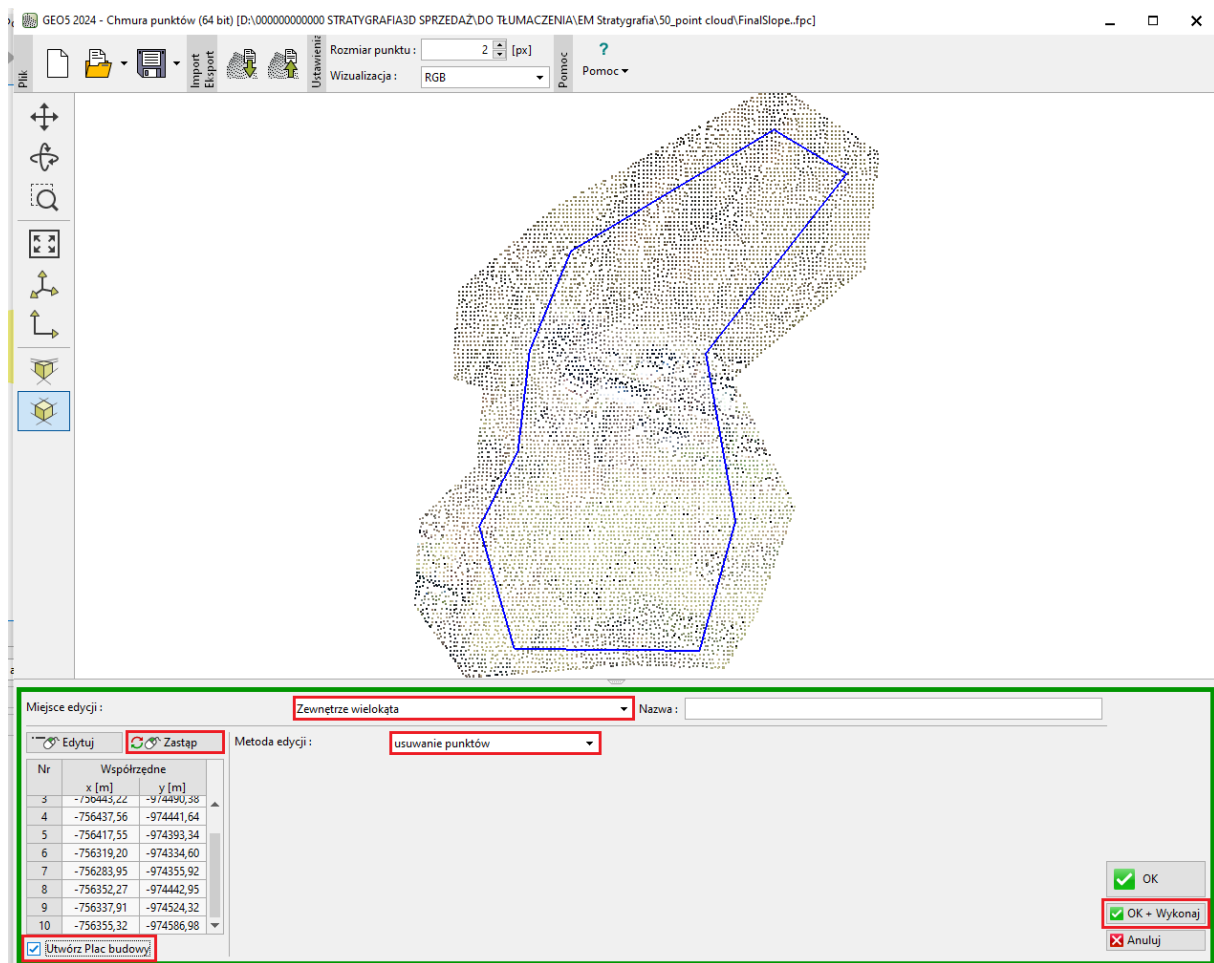 GEO5 2024 - Chmura punktów (64 bit) [D:\000000000000 STRATYGRAFIA3D SPRZEDAŻ\DO TŁUMACZENIA\EM Stratygrafia\50_point cloud\FinalSlope..fpc]
Plik
Import
Eksport
Ustawienia
Rozmiar punktu : 2 [px]
Wizualizacja : RGB
Pomoc
?
Pomoc
Miejsce edycji : Zewnętrze wielokąta Nazwa :
Edytuj Zastąp Metoda edycji : usuwanie punktów
Nr Współrzędne
x [m] y [m]
3 -756443,22 -974490,38
4 -756437,56 -974441,64
5 -756417,55 -974393,34
6 -756319,20 -974334,60
7 -756283,95 -974355,92
8 -756352,27 -974442,95
9 -756337,91 -974524,32
10 -756355,32 -974586,98
Utwórz Plac budowy
OK
OK + Wykonaj
Anuluj